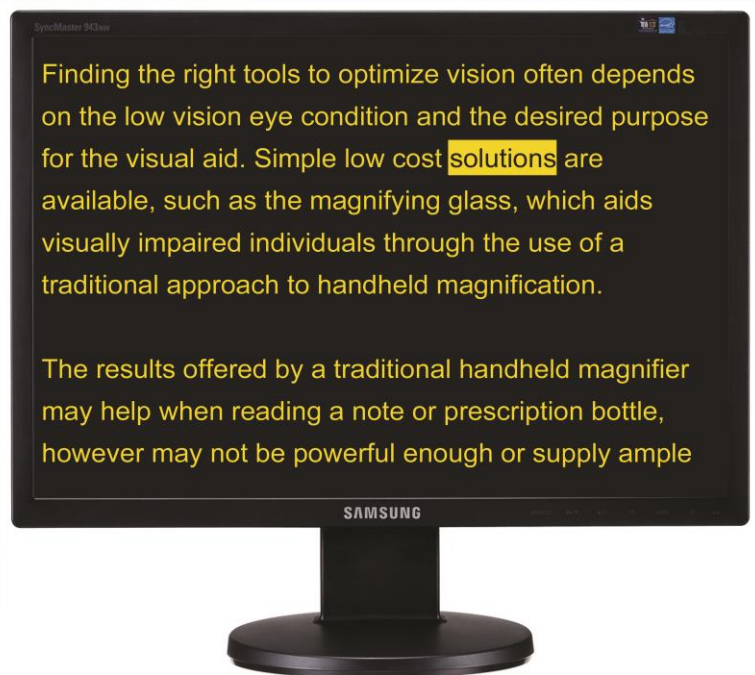 SyncMaster 943NW
Finding the right tools to optimize vision often depends
on the low vision eye condition and the desired purpose
for the visual aid. Simple low cost solutions are
available, such as the magnifying glass, which aids
visually impaired individuals through the use of a
traditional approach to handheld magnification.
The results offered by a traditional handheld magnifier
may help when reading a note or prescription bottle,
however may not be powerful enough or supply ample
SAMSUNG